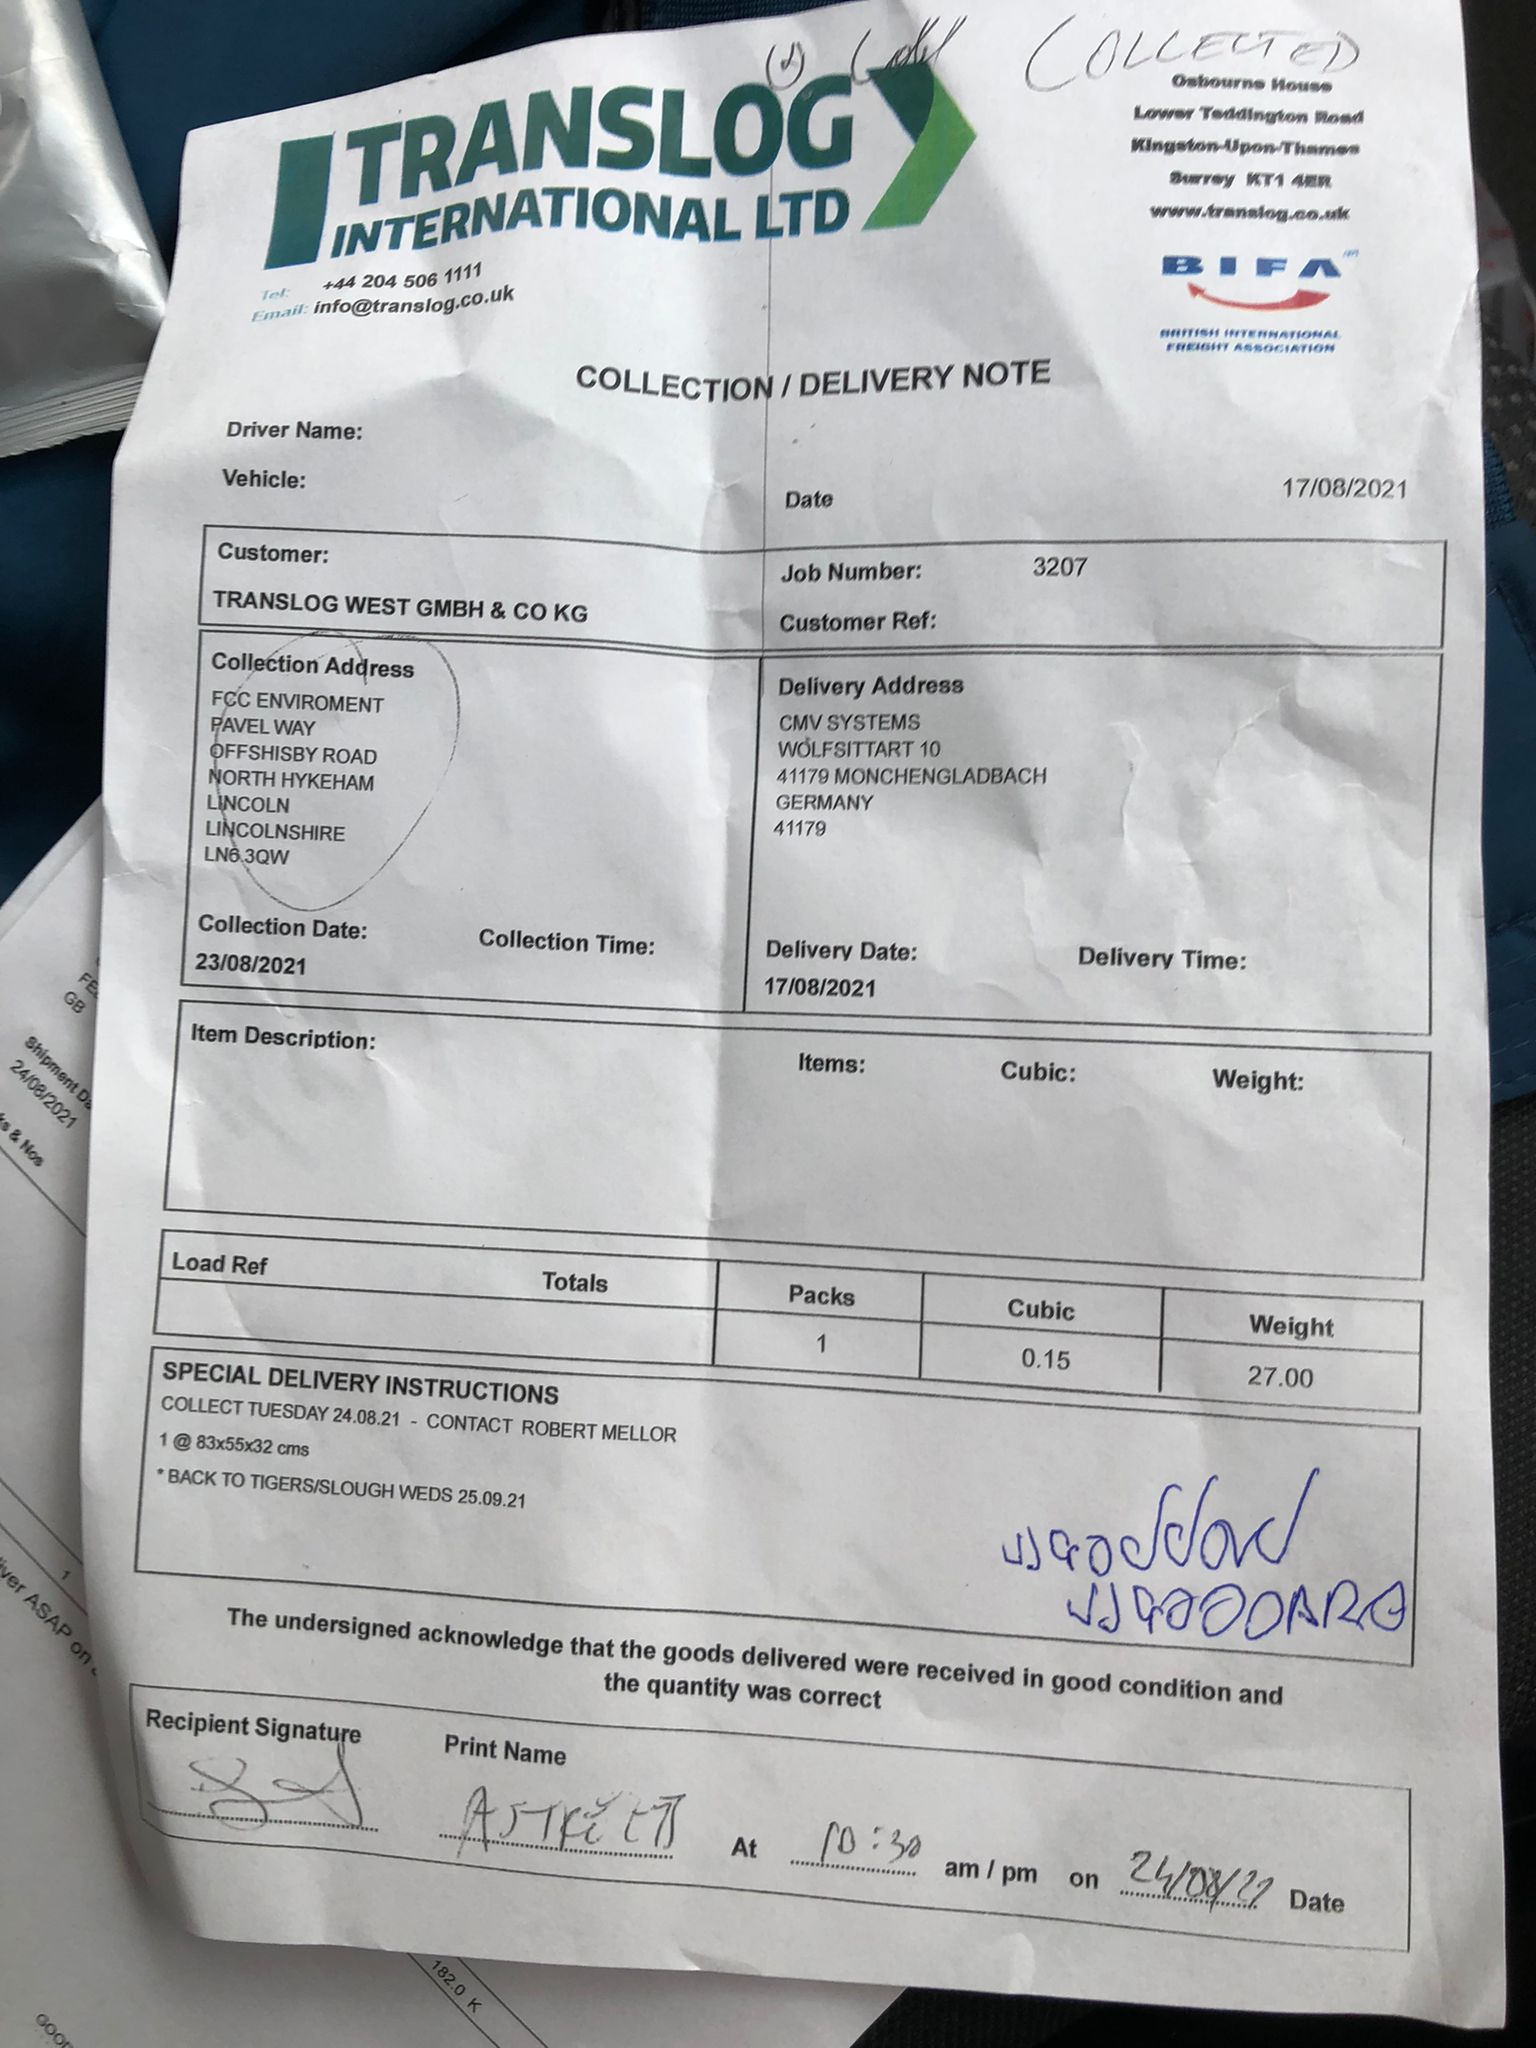 COLLECTED
TRANSLOG
INTERNATIONAL LTD
Tel: +44 204 506 1111
Email: info@translog.co.uk
Osbourne House
Lower Teddington Road
Kingston-Upon-Thames
Surrey KT1 4ER
www.translog.co.uk
BIFA
BRITISH INTERNATIONAL
FREIGHT ASSOCIATION
COLLECTION / DELIVERY NOTE
Driver Name:
Vehicle:
Date 17/08/2021
Customer:
TRANSLOG WEST GMBH & CO KG
Job Number: 3207
Customer Ref:
Collection Address
FCC ENVIROMENT
PAVEL WAY
OFFSHISBY ROAD
NORTH HYKEHAM
LINCOLN
LINCOLNSHIRE
LN6 3QW
Collection Date: Collection Time:
23/08/2021
Delivery Address
CMV SYSTEMS
WOLFSITTART 10
41179 MONCHENGLADBACH
GERMANY
41179
Delivery Date: Delivery Time:
17/08/2021
Item Description: Items: Cubic: Weight:
Load Ref Totals Packs Cubic Weight
1 0.15 27.00
SPECIAL DELIVERY INSTRUCTIONS
COLLECT TUESDAY 24.08.21 - CONTACT ROBERT MELLOR
1 @ 83x55x32 cms
* BACK TO TIGERS/SLOUGH WEDS 25.09.21
The undersigned acknowledge that the goods delivered were received in good condition and
the quantity was correct
Recipient Signature Print Name
At 10:30 am / pm on 24/08/21 Date
GB
Shipment Da
24/08/2021
ks & Nos
1
iver ASAP on
182.0 K
GOOD